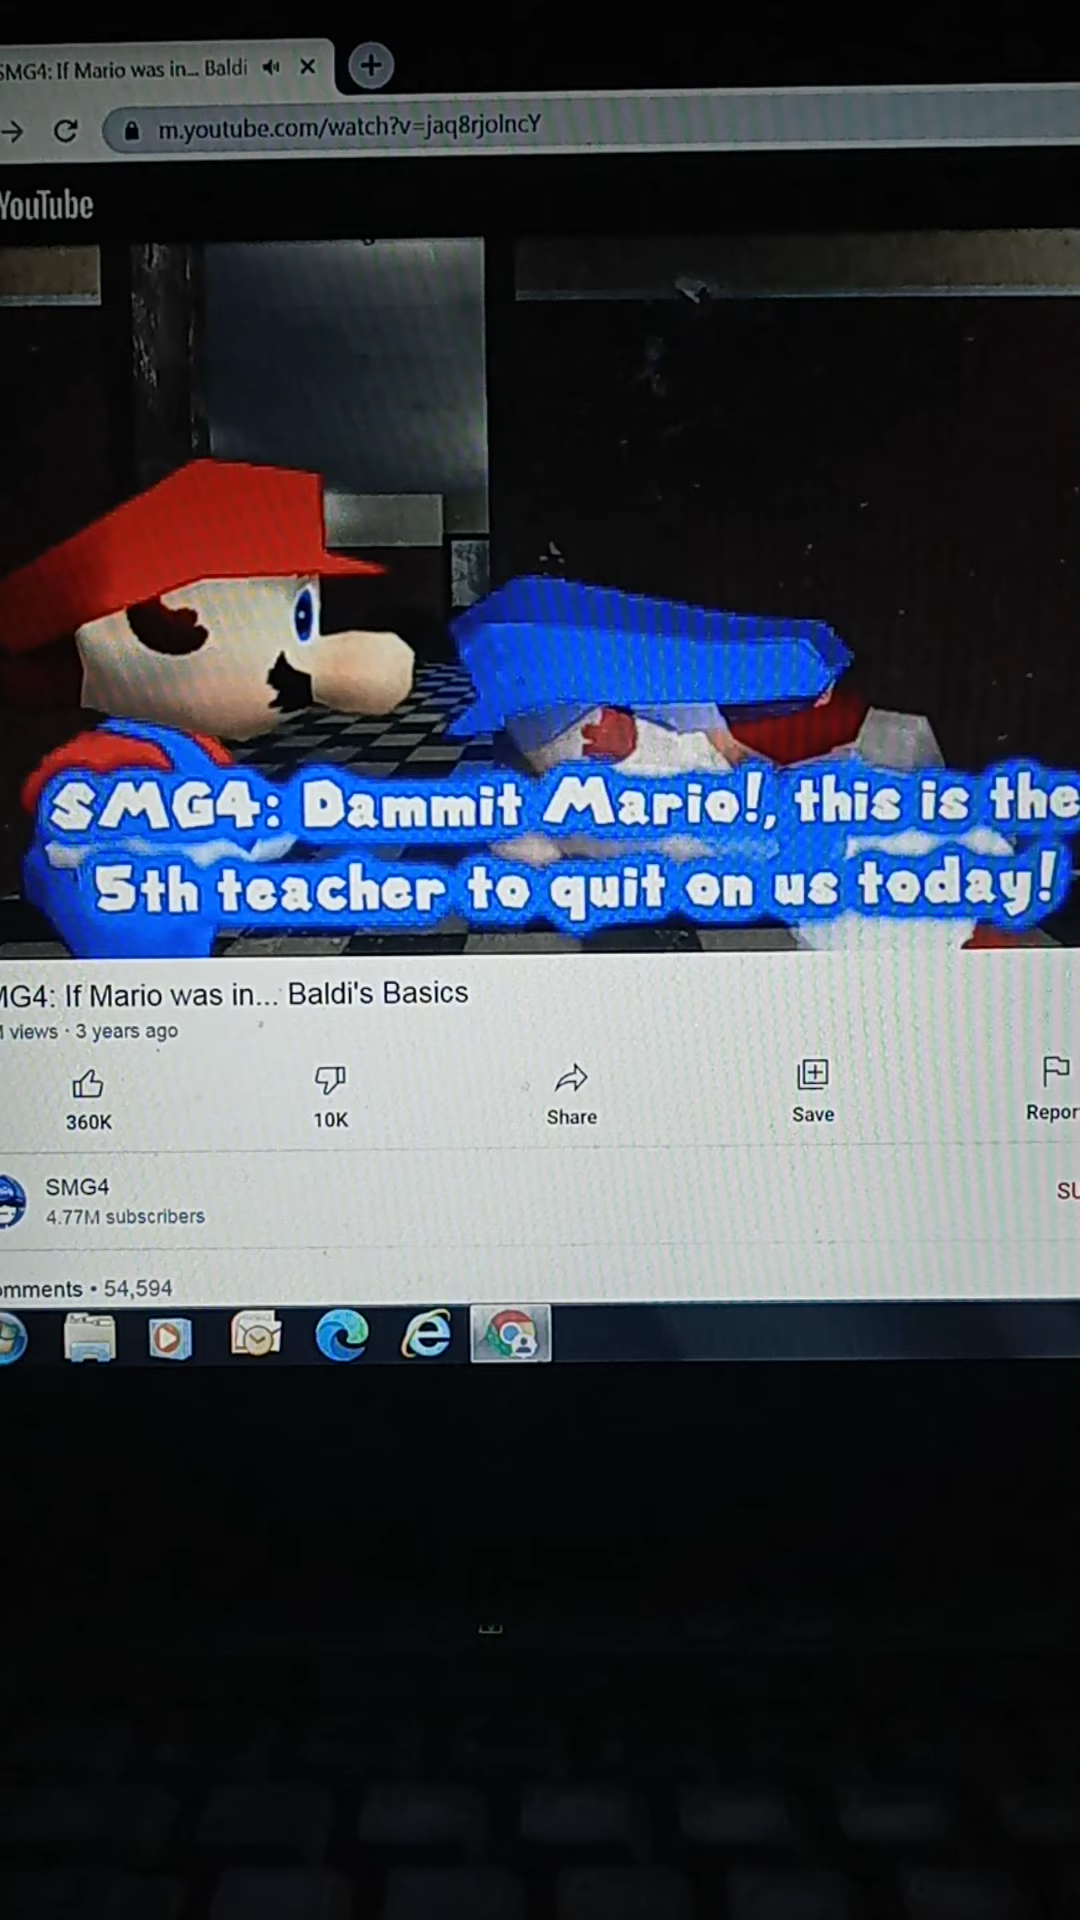 SMG4: If Mario was in... Baldi
m.youtube.com/watch?v=jaq8rjolncY
YouTube
SMG4: Dammit Mario!, this is the
5th teacher to quit on us today!
MG4: If Mario was in... Baldi's Basics
views · 3 years ago
360K
10K
Share
Save
Repor
SMG4
4.77M subscribers
SU
omments • 54,594